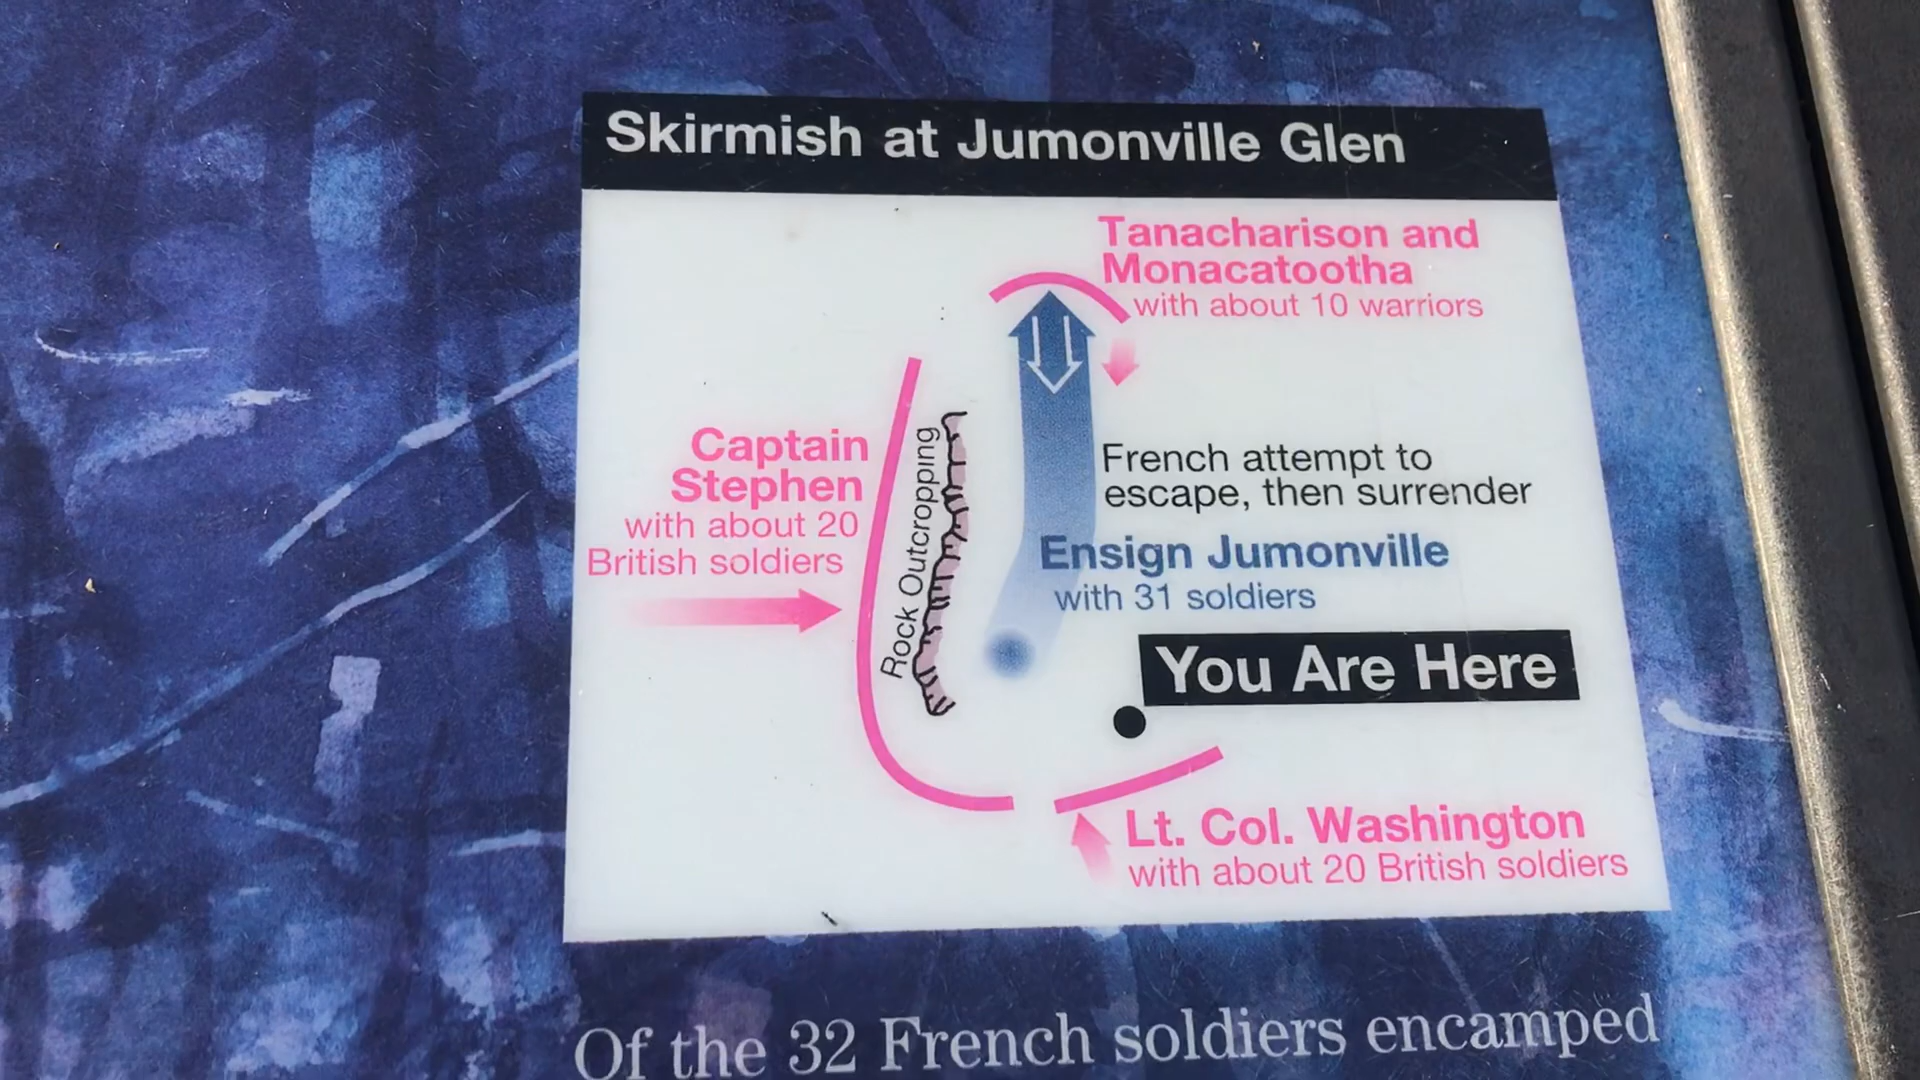 Skirmish at Jumonville Glen
Tanacharison and
Monacatootha
with about 10 warriors
Captain
Stephen
with about 20
British soldiers
Rock Outcropping
French attempt to
escape, then surrender
Ensign Jumonville
with 31 soldiers
You Are Here
Lt. Col. Washington
with about 20 British soldiers
Of the 32 French soldiers encamped